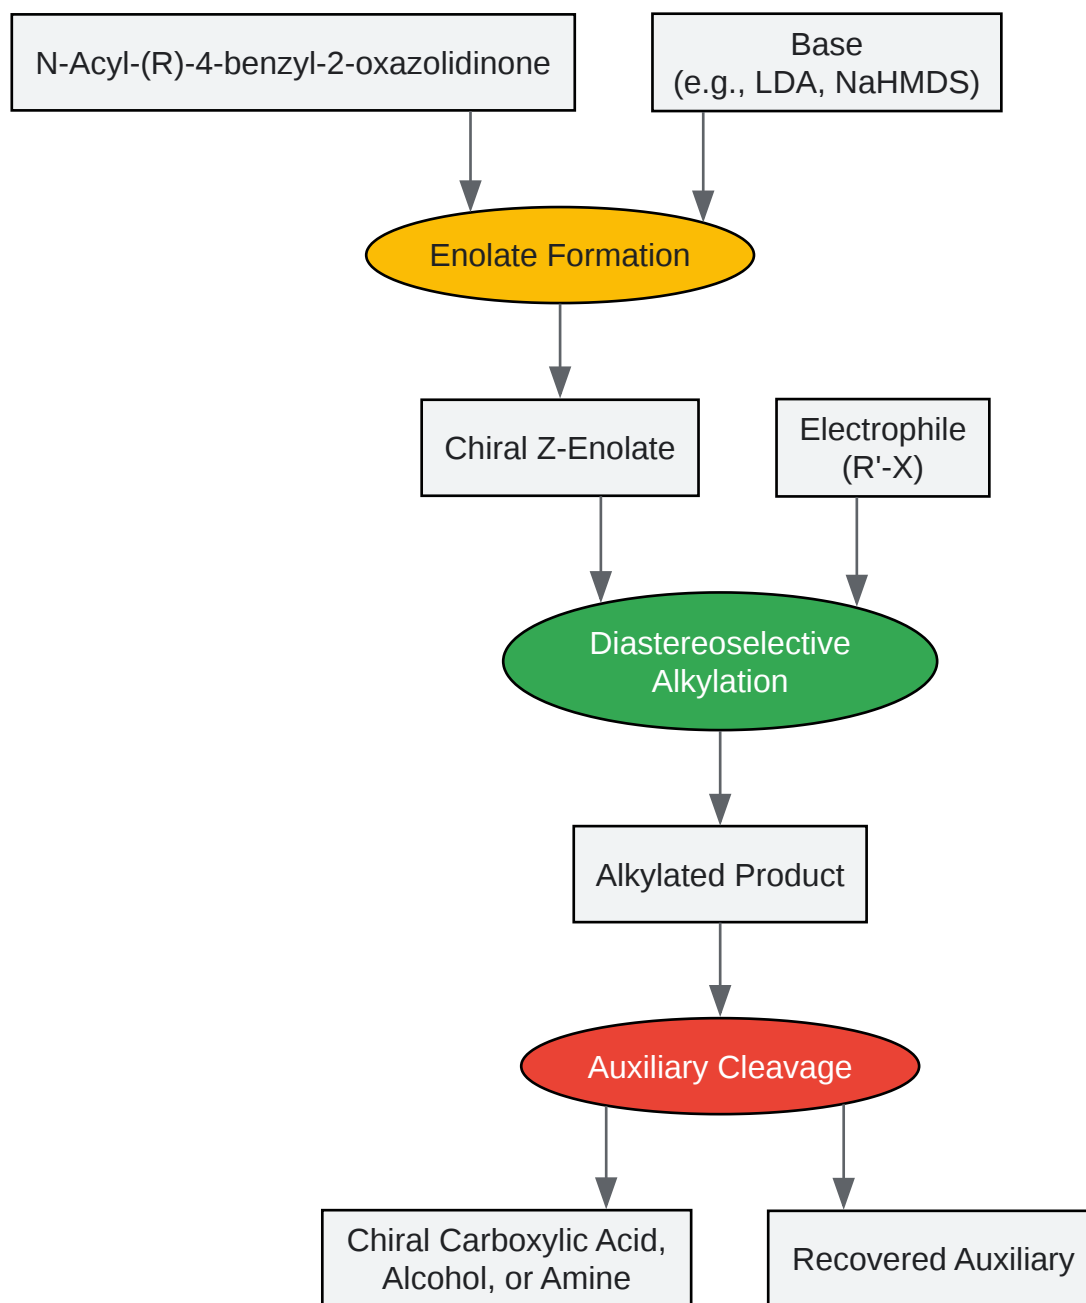 N-Acyl-(R)-4-benzyl-2-oxazolidinone
Base
(e.g., LDA, NaHMDS)
Enolate Formation
Chiral Z-Enolate
Electrophile
(R'-X)
Diastereoselective
Alkylation
Alkylated Product
Auxiliary Cleavage
Chiral Carboxylic Acid,
Alcohol, or Amine
Recovered Auxiliary